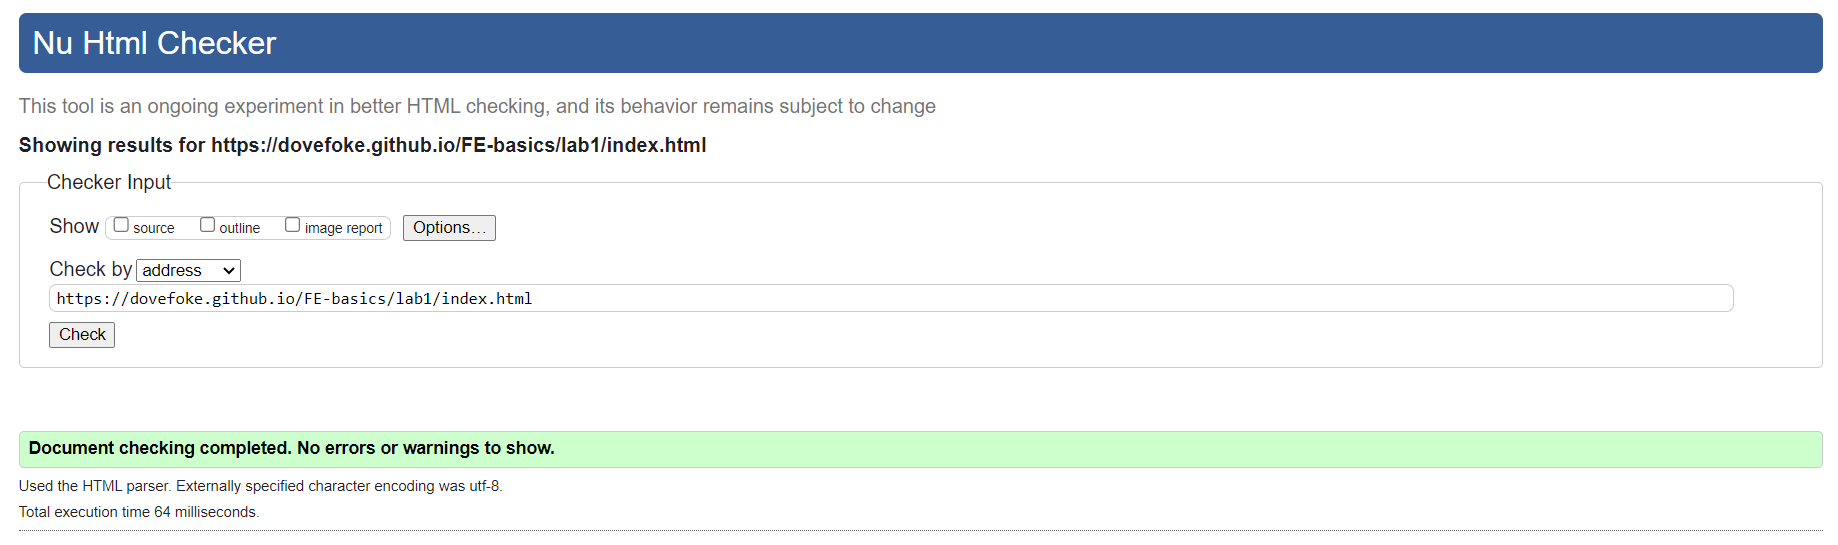 Nu Html Checker
This tool is an ongoing experiment in better HTML checking, and its behavior remains subject to change
Showing results for https://dovefoke.github.io/FE-basics/lab1/index.html
Checker Input
Show source outline image report Options...
Check by address
https://dovefoke.github.io/FE-basics/lab1/index.html
Check
Document checking completed. No errors or warnings to show.
Used the HTML parser. Externally specified character encoding was utf-8.
Total execution time 64 milliseconds.